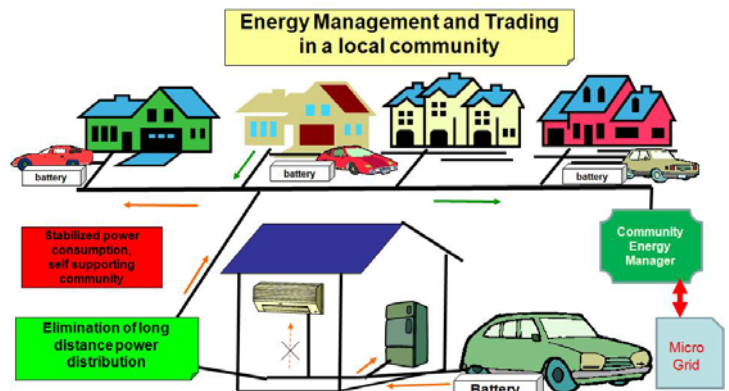 Energy Management and Trading
in a local community
battery
battery
battery
Stabilized power
consumption,
self supporting
community
Community
Energy
Manager
Elimination of long
distance power
distribution
Micro
Grid
Battery